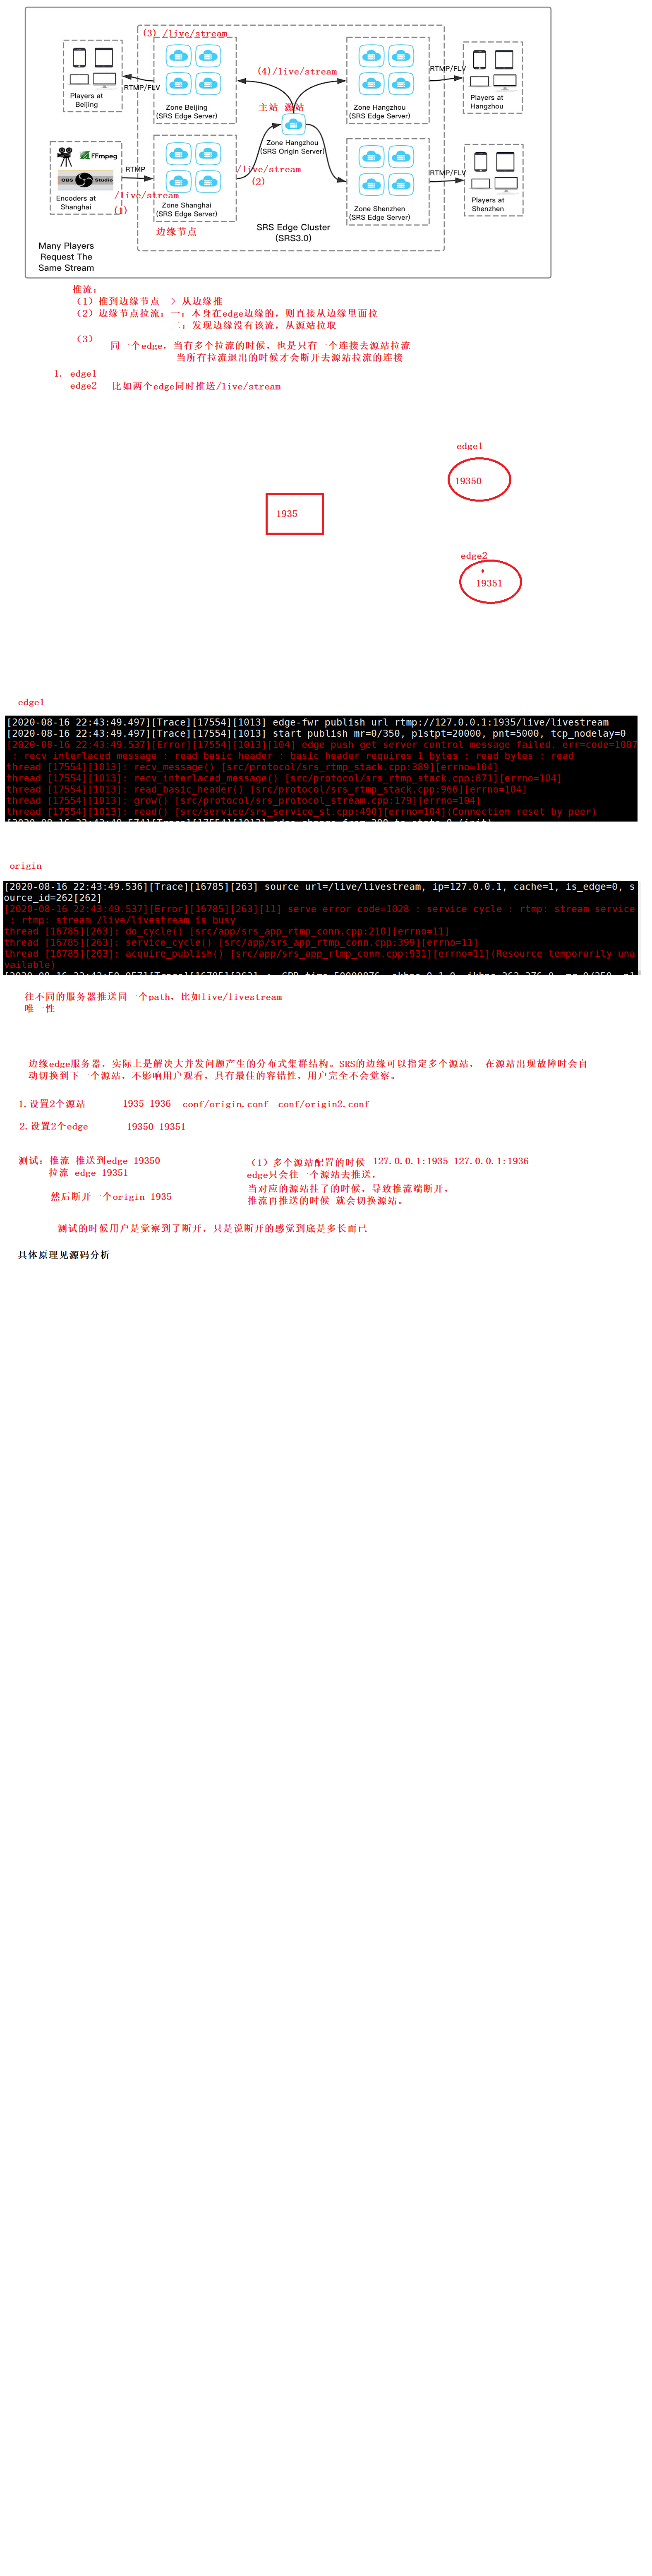 (3) /live/stream
(4)/live/stream
RTMP/FLV
RTMP/FLV
Players at
Beijing
Zone Beijing
(SRS Edge Server)
主站 源站
Zone Hangzhou
(SRS Edge Server)
Players at
Hangzhou
Zone Hangzhou
(SRS Origin Server)
FFmpeg
OBS Studio
RTMP
/live/stream
(2)
RTMP/FLV
Encoders at
Shanghai
/live/stream
(1)
Zone Shanghai
(SRS Edge Server)
Zone Shenzhen
(SRS Edge Server)
Players at
Shenzhen
边缘节点
SRS Edge Cluster
(SRS3.0)
Many Players
Request The
Same Stream
推流：
（1）推到边缘节点 -> 从边缘推
（2）边缘节点拉流：一：本身在edge边缘的，则直接从边缘里面拉
二：发现边缘没有该流，从源站拉取
（3）
同一个edge，当有多个拉流的时候，也是只有一个连接去源站拉流
当所有拉流退出的时候才会断开去源站拉流的连接
1. edge1
edge2 比如两个edge同时推送/live/stream
edge1
19350
1935
edge2
19351
edge1
[2020-08-16 22:43:49.497][Trace][17554][1013] edge-fwr publish url rtmp://127.0.0.1:1935/live/livestream
[2020-08-16 22:43:49.497][Trace][17554][1013] start publish mr=0/350, p1stpt=20000, pnt=5000, tcp_nodelay=0
[2020-08-16 22:43:49.537][Error][17554][1013][104] edge push get server control message failed. err=code=1007
: recv interlaced message : read basic header : basic header requires 1 bytes : read bytes : read
thread [17554][1013]: recv_message() [src/protocol/srs_rtmp_stack.cpp:389][errno=104]
thread [17554][1013]: recv_interlaced_message() [src/protocol/srs_rtmp_stack.cpp:871][errno=104]
thread [17554][1013]: read_basic_header() [src/protocol/srs_rtmp_stack.cpp:966][errno=104]
thread [17554][1013]: grow() [src/protocol/srs_protocol_stream.cpp:179][errno=104]
thread [17554][1013]: read() [src/service/srs_service_st.cpp:490][errno=104](Connection reset by peer)
origin
[2020-08-16 22:43:49.536][Trace][16785][263] source url=/live/livestream, ip=127.0.0.1, cache=1, is_edge=0, s
ource_id=262[262]
[2020-08-16 22:43:49.537][Error][16785][263][11] serve error code=1028 : service cycle : rtmp: stream service
: rtmp: stream /live/livestream is busy
thread [16785][263]: do_cycle() [src/app/srs_app_rtmp_conn.cpp:210][errno=11]
thread [16785][263]: service_cycle() [src/app/srs_app_rtmp_conn.cpp:399][errno=11]
thread [16785][263]: acquire_publish() [src/app/srs_app_rtmp_conn.cpp:931][errno=11](Resource temporarily una
vailable)
往不同的服务器推送同一个path，比如live/livestream
唯一性
边缘edge服务器，实际上是解决大并发问题产生的分布式集群结构。SRS的边缘可以指定多个源站， 在源站出现故障时会自
动切换到下一个源站，不影响用户观看，具有最佳的容错性，用户完全不会觉察。
1.设置2个源站 1935 1936 conf/origin.conf conf/origin2.conf
2.设置2个edge 19350 19351
测试：推流 推送到edge 19350
拉流 edge 19351
然后断开一个origin 1935
（1）多个源站配置的时候 127.0.0.1:1935 127.0.0.1:1936
edge只会往一个源站去推送，
当对应的源站挂了的时候，导致推流端断开，
推流再推送的时候 就会切换源站。
测试的时候用户是觉察到了断开，只是说断开的感觉到底是多长而已
具体原理见源码分析